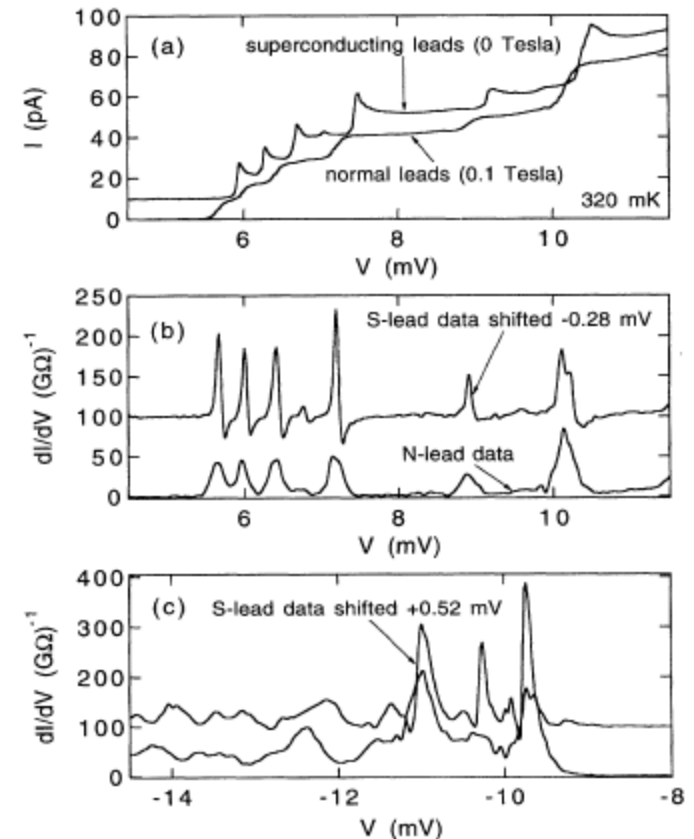 100
80
60
40
20
0
I (pA)
(a)
superconducting leads (0 Tesla)
normal leads (0.1 Tesla)
320 mK
6 8 10
V (mV)
250
200
150
100
50
0
dI/dV (GΩ)⁻¹
(b)
S-lead data shifted -0.28 mV
N-lead data
6 8 10
V (mV)
400
300
200
100
0
dI/dV (GΩ)⁻¹
(c)
S-lead data shifted +0.52 mV
-14 -12 -10 -8
V (mV)